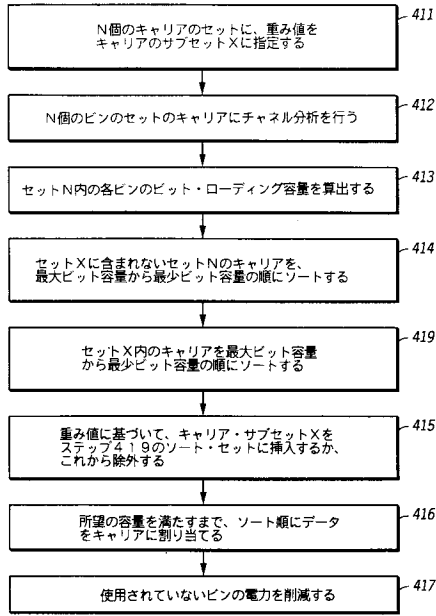 N個のキャリアのセットに、重み値を
キャリアのサブセットXに指定する
411
N個のビンのセットのキャリアにチャネル分析を行う
412
セットN内の各ビンのビット・ローディング容量を算出する
413
セットXに含まれないセットNのキャリアを、
最大ビット容量から最少ビット容量の順にソートする
414
セットX内のキャリアを最大ビット容量
から最少ビット容量の順にソートする
419
重み値に基づいて、キャリア・サブセットXを
ステップ419のソート・セットに挿入するか、
これから除外する
415
所望の容量を満たすまで、ソート順にデータ
をキャリアに割り当てる
416
使用されていないビンの電力を削減する
417